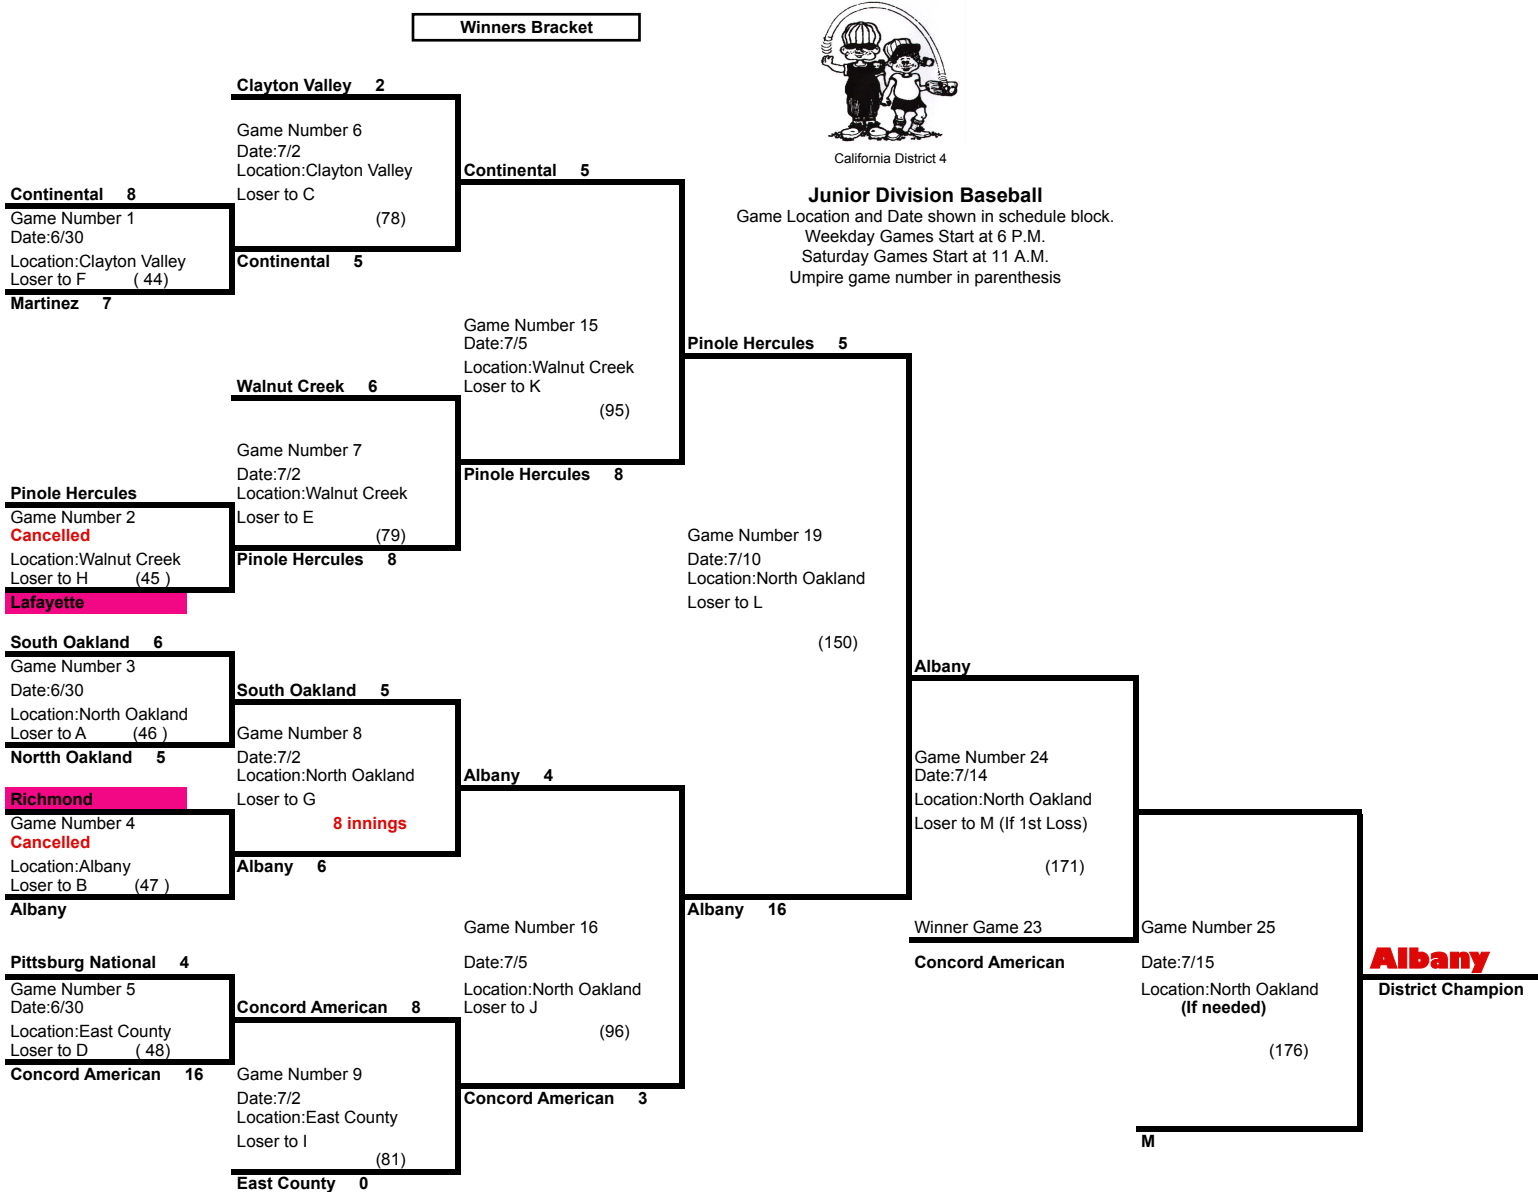 Winners Bracket
California District 4
Junior Division Baseball
Game Location and Date shown in schedule block.
Weekday Games Start at 6 P.M.
Saturday Games Start at 11 A.M.
Umpire game number in parenthesis
Continental 8
Game Number 1
Date:6/30
Location:Clayton Valley
Loser to F ( 44)
Martinez 7
Pinole Hercules
Game Number 2
Cancelled
Location:Walnut Creek
Loser to H (45 )
Lafayette
South Oakland 6
Game Number 3
Date:6/30
Location:North Oakland
Loser to A (46 )
Nortth Oakland 5
Richmond
Game Number 4
Cancelled
Location:Albany
Loser to B (47 )
Albany
Pittsburg National 4
Game Number 5
Date:6/30
Location:East County
Loser to D ( 48)
Concord American 16
Clayton Valley 2
Game Number 6
Date:7/2
Location:Clayton Valley
Loser to C
(78)
Continental 5
Walnut Creek 6
Game Number 7
Date:7/2
Location:Walnut Creek
Loser to E
(79)
Pinole Hercules 8
South Oakland 5
Game Number 8
Date:7/2
Location:North Oakland
Loser to G
8 innings
Albany 6
Concord American 8
Game Number 9
Date:7/2
Location:East County
Loser to I
(81)
East County 0
Continental 5
Game Number 15
Date:7/5
Location:Walnut Creek
Loser to K
(95)
Pinole Hercules 8
Albany 4
Game Number 16
Date:7/5
Location:North Oakland
Loser to J
(96)
Concord American 3
Pinole Hercules 5
Game Number 19
Date:7/10
Location:North Oakland
Loser to L
(150)
Albany 16
Albany
Game Number 24
Date:7/14
Location:North Oakland
Loser to M (If 1st Loss)
(171)
Winner Game 23
Concord American
Game Number 25
Date:7/15
Location:North Oakland
(If needed)
(176)
M
Albany
District Champion